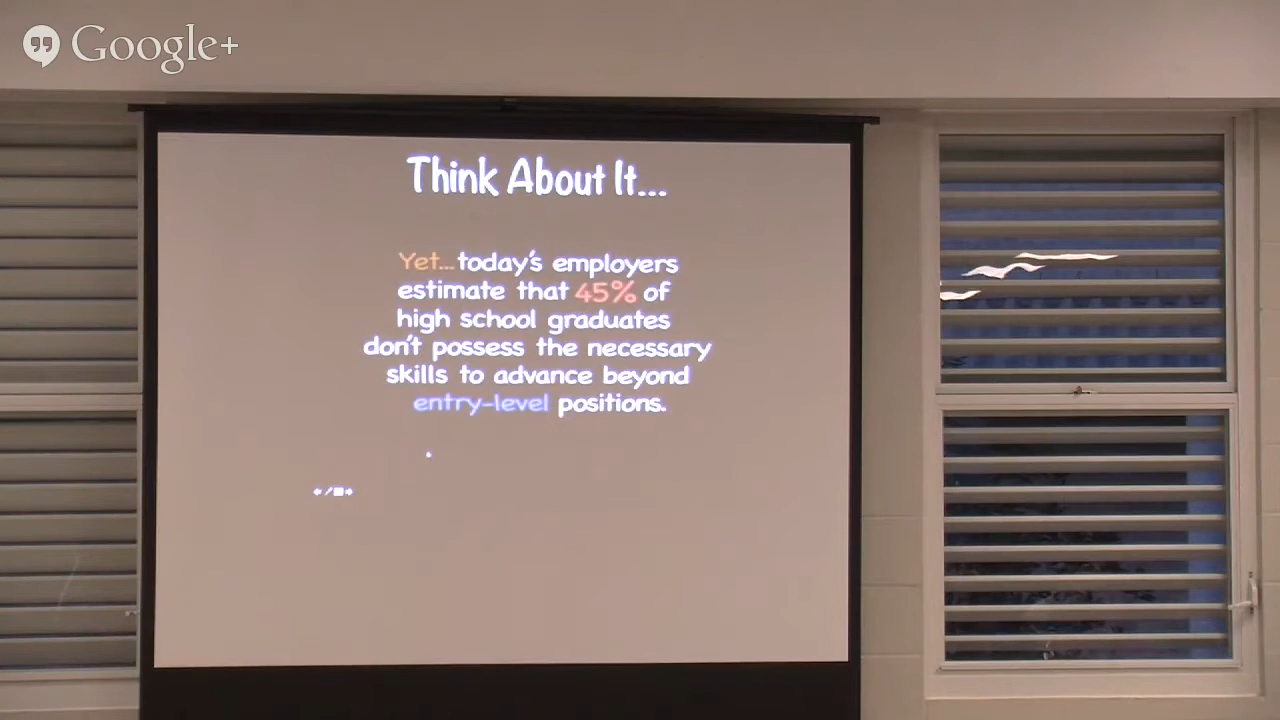 Google+
Think About It...
Yet...today's employers
estimate that 45% of
high school graduates
don't possess the necessary
skills to advance beyond
entry-level positions.